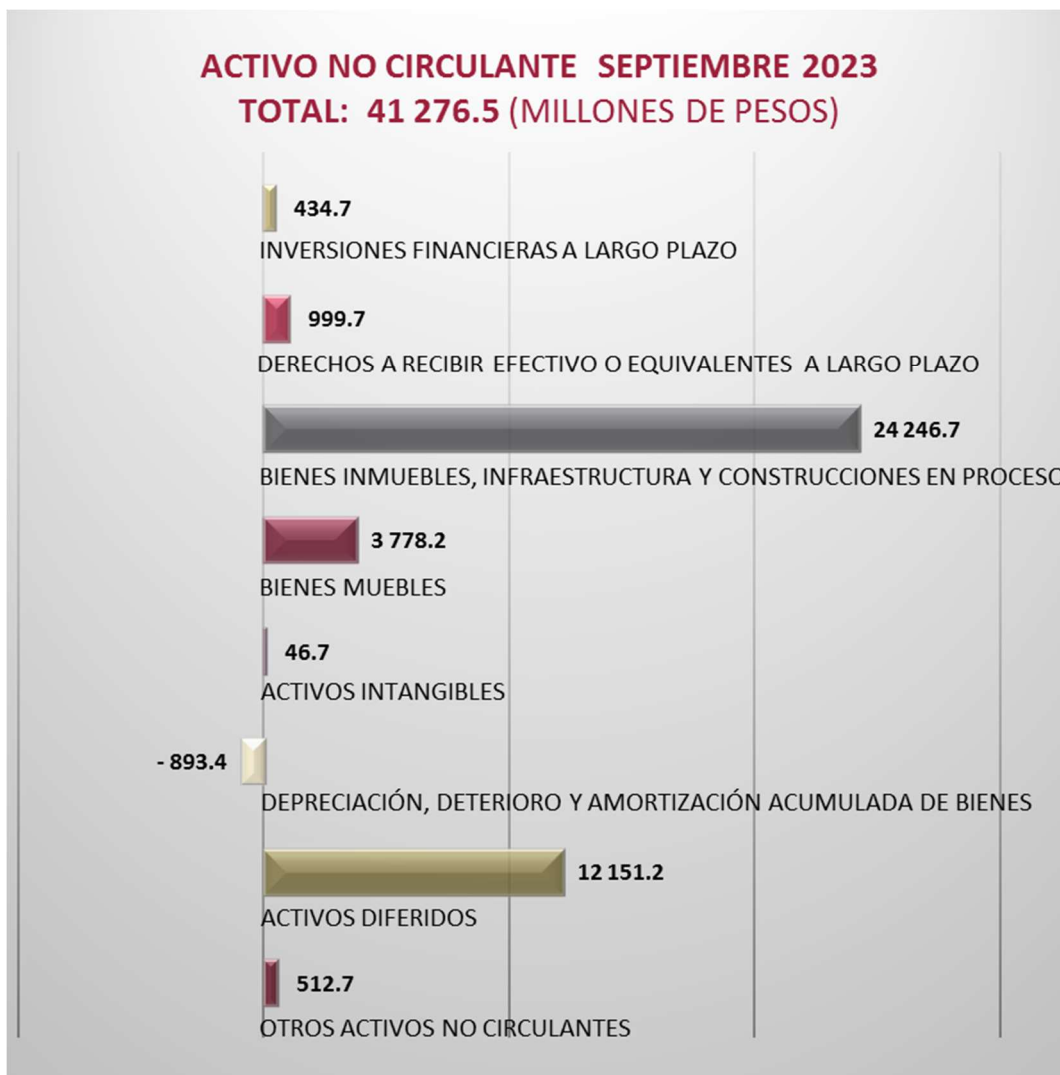 ACTIVO NO CIRCULANTE SEPTIEMBRE 2023
TOTAL: 41 276.5 (MILLONES DE PESOS)
434.7
INVERSIONES FINANCIERAS A LARGO PLAZO
999.7
DERECHOS A RECIBIR EFECTIVO O EQUIVALENTES A LARGO PLAZO
24 246.7
BIENES INMUEBLES, INFRAESTRUCTURA Y CONSTRUCCIONES EN PROCESO
3 778.2
BIENES MUEBLES
46.7
ACTIVOS INTANGIBLES
- 893.4
DEPRECIACIÓN, DETERIORO Y AMORTIZACIÓN ACUMULADA DE BIENES
12 151.2
ACTIVOS DIFERIDOS
512.7
OTROS ACTIVOS NO CIRCULANTES